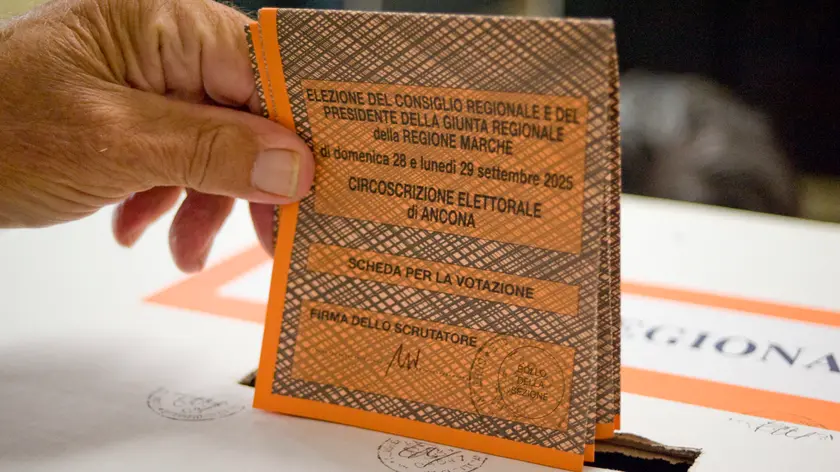 ELEZIONE DEL CONSIGLIO REGIONALE E DEL
PRESIDENTE DELLA GIUNTA REGIONALE
della REGIONE MARCHE
di domenica 28 e lunedì 29 settembre 2025
CIRCOSCRIZIONE ELETTORALE
di ANCONA
SCHEDA PER LA VOTAZIONE
FIRMA DELLO SCRUTATORE
BOLLO
DELLA
SEZIONE
EGIONA